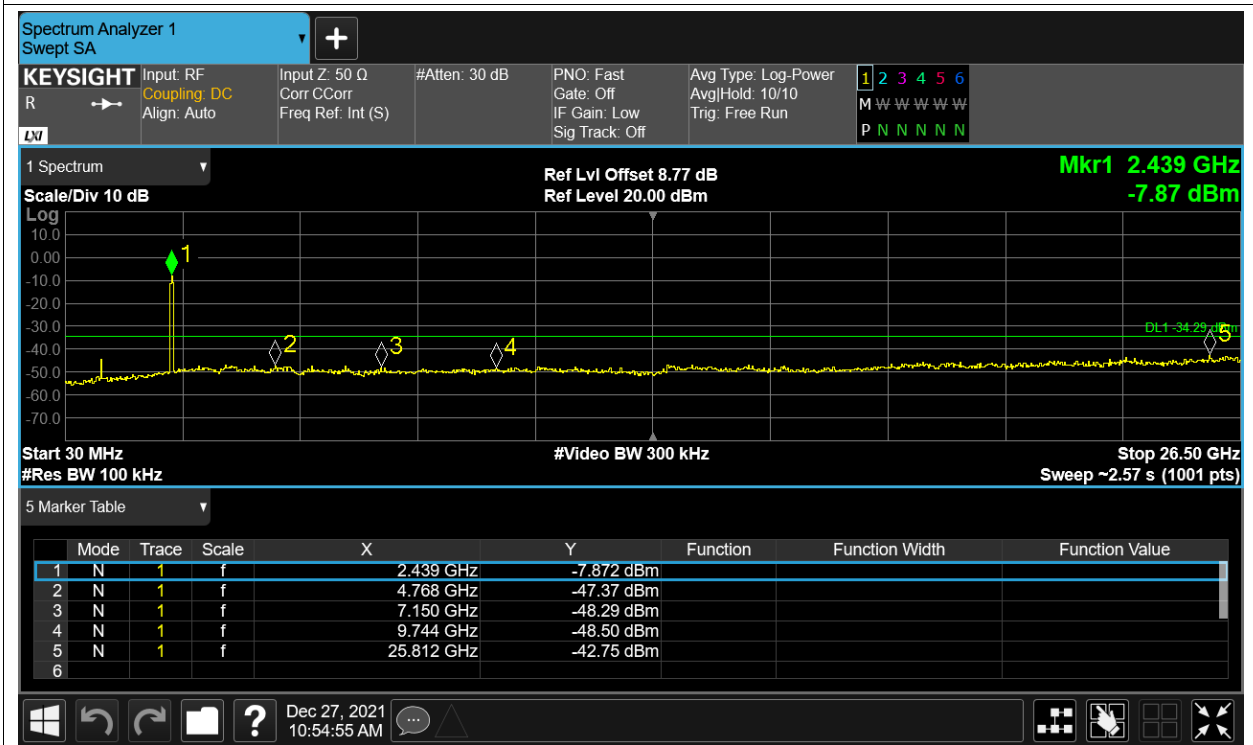 Spectrum Analyzer 1
Swept SA
KEYSIGHT Input: RF Input Z: 50 Ω #Atten: 30 dB PNO: Fast Avg Type: Log-Power 1 2 3 4 5 6
R Coupling: DC Corr CCorr Gate: Off Avg|Hold: 10/10 M W W W W W
Align: Auto Freq Ref: Int (S) IF Gain: Low Trig: Free Run
LXI Sig Track: Off P N N N N N
1 Spectrum Ref Lvl Offset 8.77 dB Mkr1 2.439 GHz
Scale/Div 10 dB Ref Level 20.00 dBm -7.87 dBm
Log
10.0
0.00 1
-10.0
-20.0
-30.0 DL1 -34.29 dBm
-40.0 2 3 4 5
-50.0
-60.0
-70.0
Start 30 MHz #Video BW 300 kHz Stop 26.50 GHz
#Res BW 100 kHz Sweep ~2.57 s (1001 pts)
5 Marker Table
Mode Trace Scale X Y Function Function Width Function Value
1 N 1 f 2.439 GHz -7.872 dBm
2 N 1 f 4.768 GHz -47.37 dBm
3 N 1 f 7.150 GHz -48.29 dBm
4 N 1 f 9.744 GHz -48.50 dBm
5 N 1 f 25.812 GHz -42.75 dBm
6
? Dec 27, 2021
10:54:55 AM